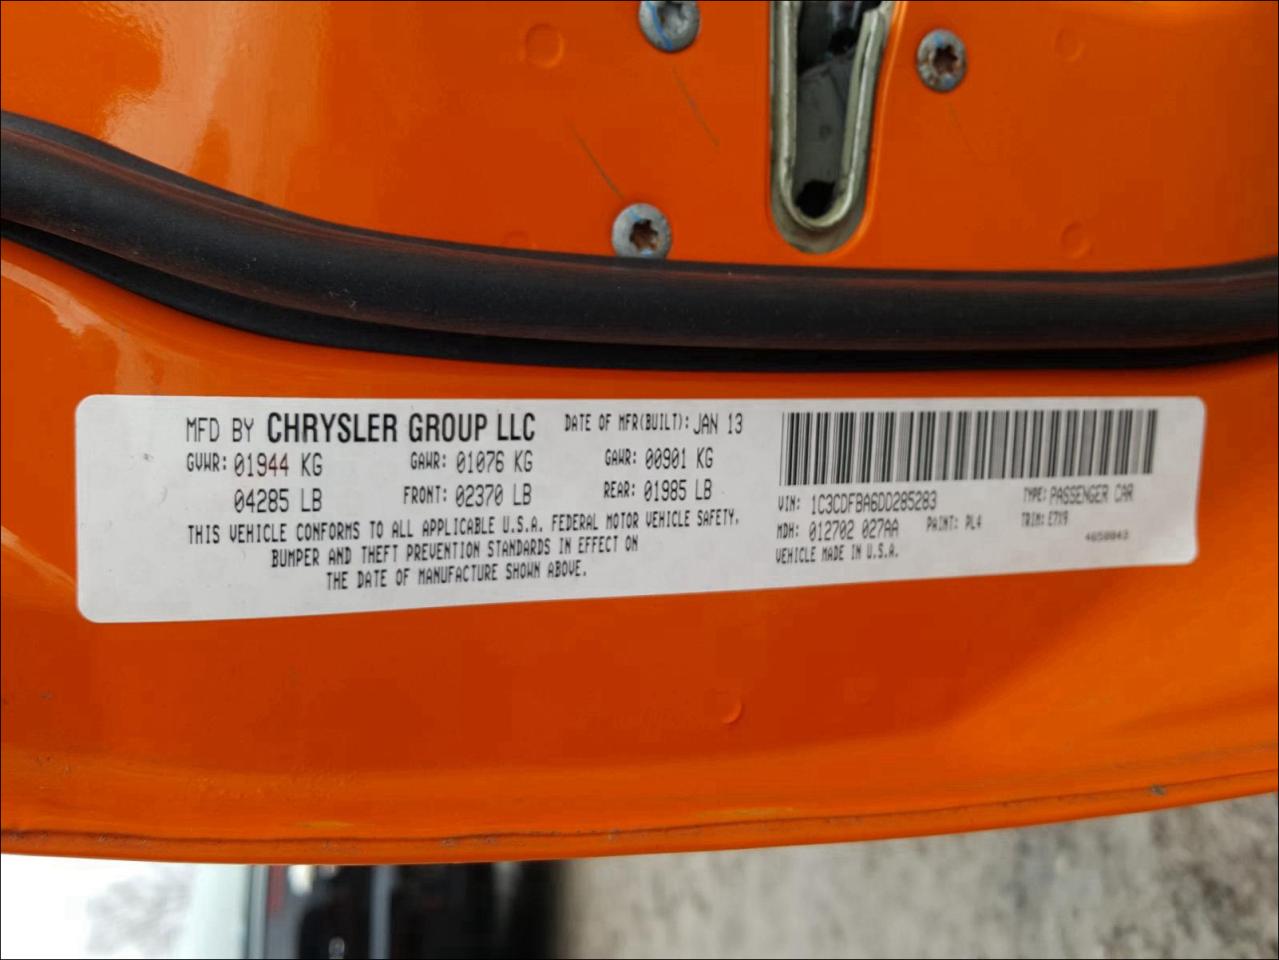 MFD BY CHRYSLER GROUP LLC DATE OF MFR(BUILT): JAN 13
GVWR: 01944 KG GAWR: 01076 KG GAWR: 00901 KG
04285 LB FRONT: 02370 LB REAR: 01985 LB
THIS VEHICLE CONFORMS TO ALL APPLICABLE U.S.A. FEDERAL MOTOR VEHICLE SAFETY,
BUMPER AND THEFT PREVENTION STANDARDS IN EFFECT ON
THE DATE OF MANUFACTURE SHOWN ABOVE.
VIN: 1C3CDFBA6DD285283 TYPE: PASSENGER CAR
MDH: 012702 027AA PAINT: PL4 TRIM: E7X9
VEHICLE MADE IN U.S.A. 4650043